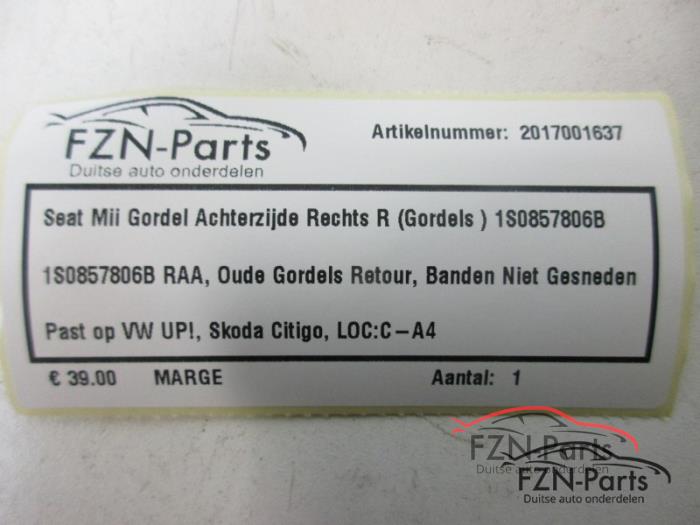 FZN-Parts
Duitse auto onderdelen
Artikelnummer: 2017001637
Seat Mii Gordel Achterzijde Rechts R (Gordels ) 1S0857806B
1S0857806B RAA, Oude Gordels Retour, Banden Niet Gesneden
Past op VW UP!, Skoda Citigo, LOC:C-A4
€ 39.00 MARGE Aantal: 1
FZN-Parts
Duitse auto onderdelen
FZN-Parts
Duitse auto onderdelen